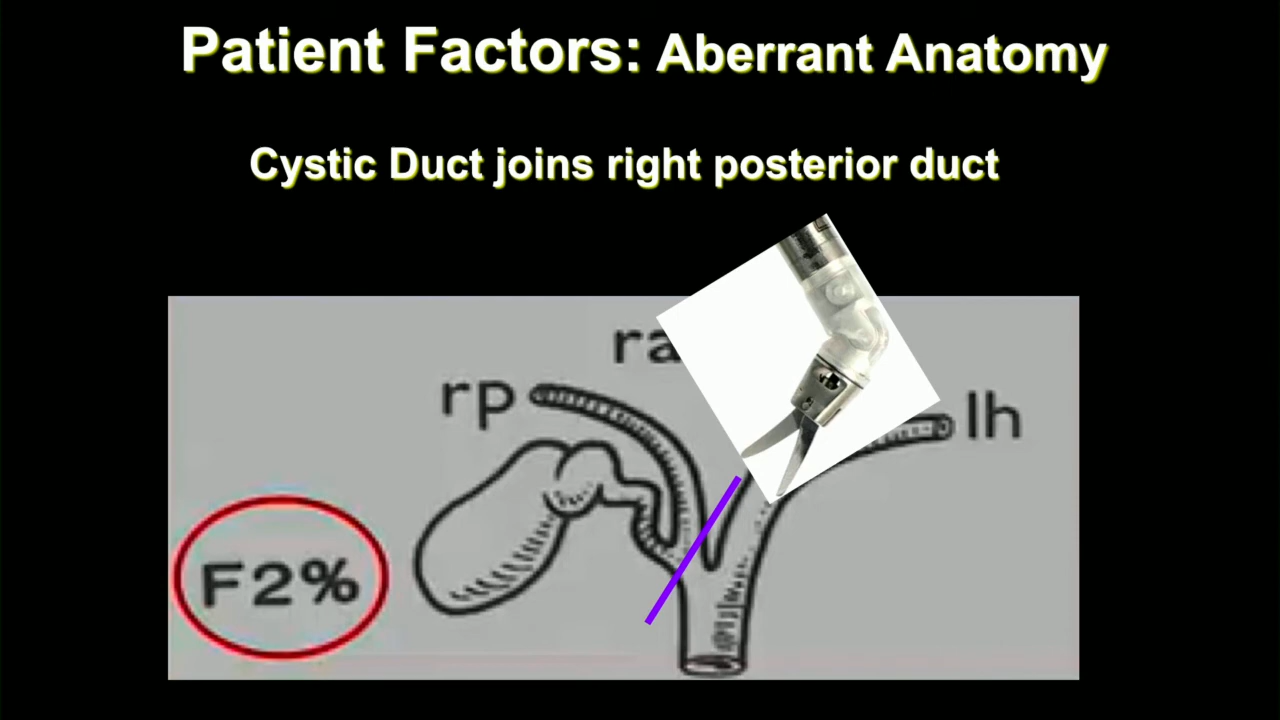 Patient Factors: Aberrant Anatomy
Cystic Duct joins right posterior duct
ra
rp
lh
F2%